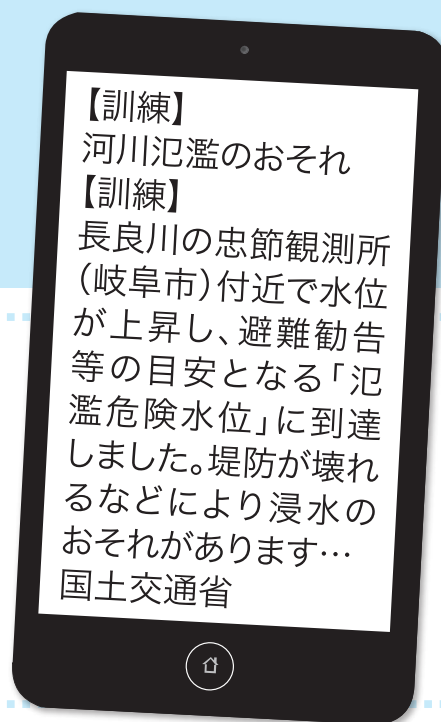 【訓練】
河川氾濫のおそれ
【訓練】
長良川の忠節観測所
（岐阜市）付近で水位
が上昇し、避難勧告
等の目安となる「氾
濫危険水位」に到達
しました。堤防が壊れ
るなどにより浸水の
おそれがあります…
国土交通省